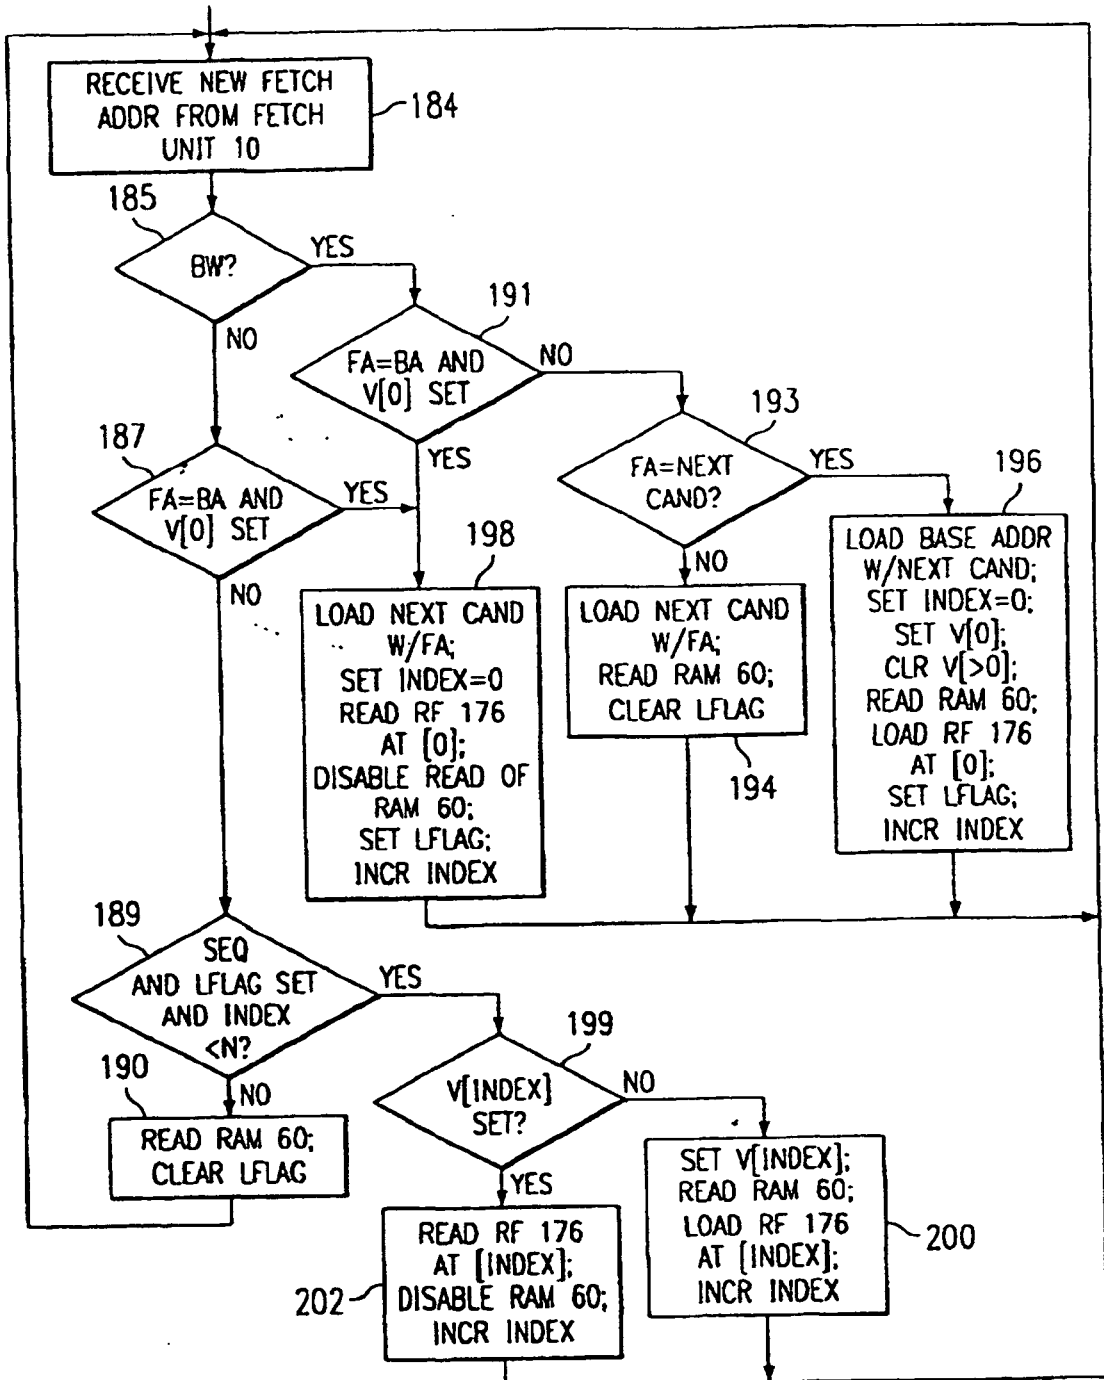 RECEIVE NEW FETCH
ADDR FROM FETCH
UNIT 10
184
185
BW?
YES
NO
191
FA=BA AND
V[0] SET
NO
YES
187
FA=BA AND
V[0] SET
YES
NO
193
FA=NEXT
CAND?
YES
NO
196
LOAD BASE ADDR
W/NEXT CAND;
SET INDEX=0;
SET V[0];
CLR V[>0];
READ RAM 60;
LOAD RF 176
AT [0];
SET LFLAG;
INCR INDEX
198
LOAD NEXT CAND
W/FA;
SET INDEX=0
READ RF 176
AT [0];
DISABLE READ OF
RAM 60;
SET LFLAG;
INCR INDEX
LOAD NEXT CAND
W/FA;
READ RAM 60;
CLEAR LFLAG
194
189
SEQ
AND LFLAG SET
AND INDEX
<N?
YES
NO
190
READ RAM 60;
CLEAR LFLAG
199
V[INDEX]
SET?
NO
YES
SET V[INDEX];
READ RAM 60;
LOAD RF 176
AT [INDEX];
INCR INDEX
200
READ RF 176
AT [INDEX];
DISABLE RAM 60;
INCR INDEX
202